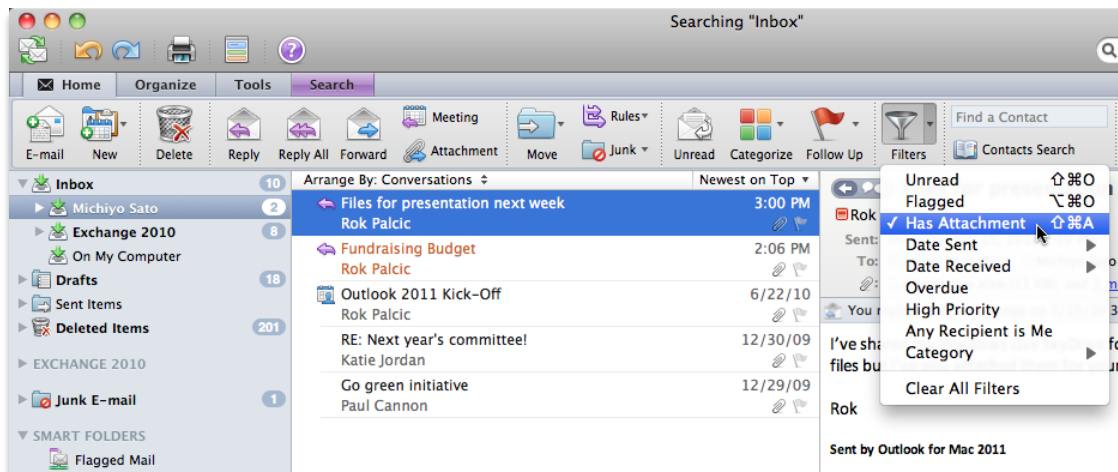 Searching "Inbox"
Home Organize Tools Search
E-mail New Delete Reply Reply All Forward Meeting Attachment Move Rules Junk Unread Categorize Follow Up Filters Find a Contact Contacts Search
Inbox 10
Michiyo Sato 2
Exchange 2010 8
On My Computer
Drafts 18
Sent Items
Deleted Items 201
EXCHANGE 2010
Junk E-mail 1
SMART FOLDERS
Flagged Mail
Arrange By: Conversations Newest on Top
Files for presentation next week 3:00 PM
Rok Palcic
Fundraising Budget 2:06 PM
Rok Palcic
Outlook 2011 Kick-Off 6/22/10
Rok Palcic
RE: Next year's committee! 12/30/09
Katie Jordan
Go green initiative 12/29/09
Paul Cannon
Unread ⇧⌘O
Flagged ⌥⌘O
✓ Has Attachment ⇧⌘A
Date Sent
Date Received
Overdue
High Priority
Any Recipient is Me
Category
Clear All Filters
Rok
Sent:
To:
You
I've
files
Rok
Sent by Outlook for Mac 2011